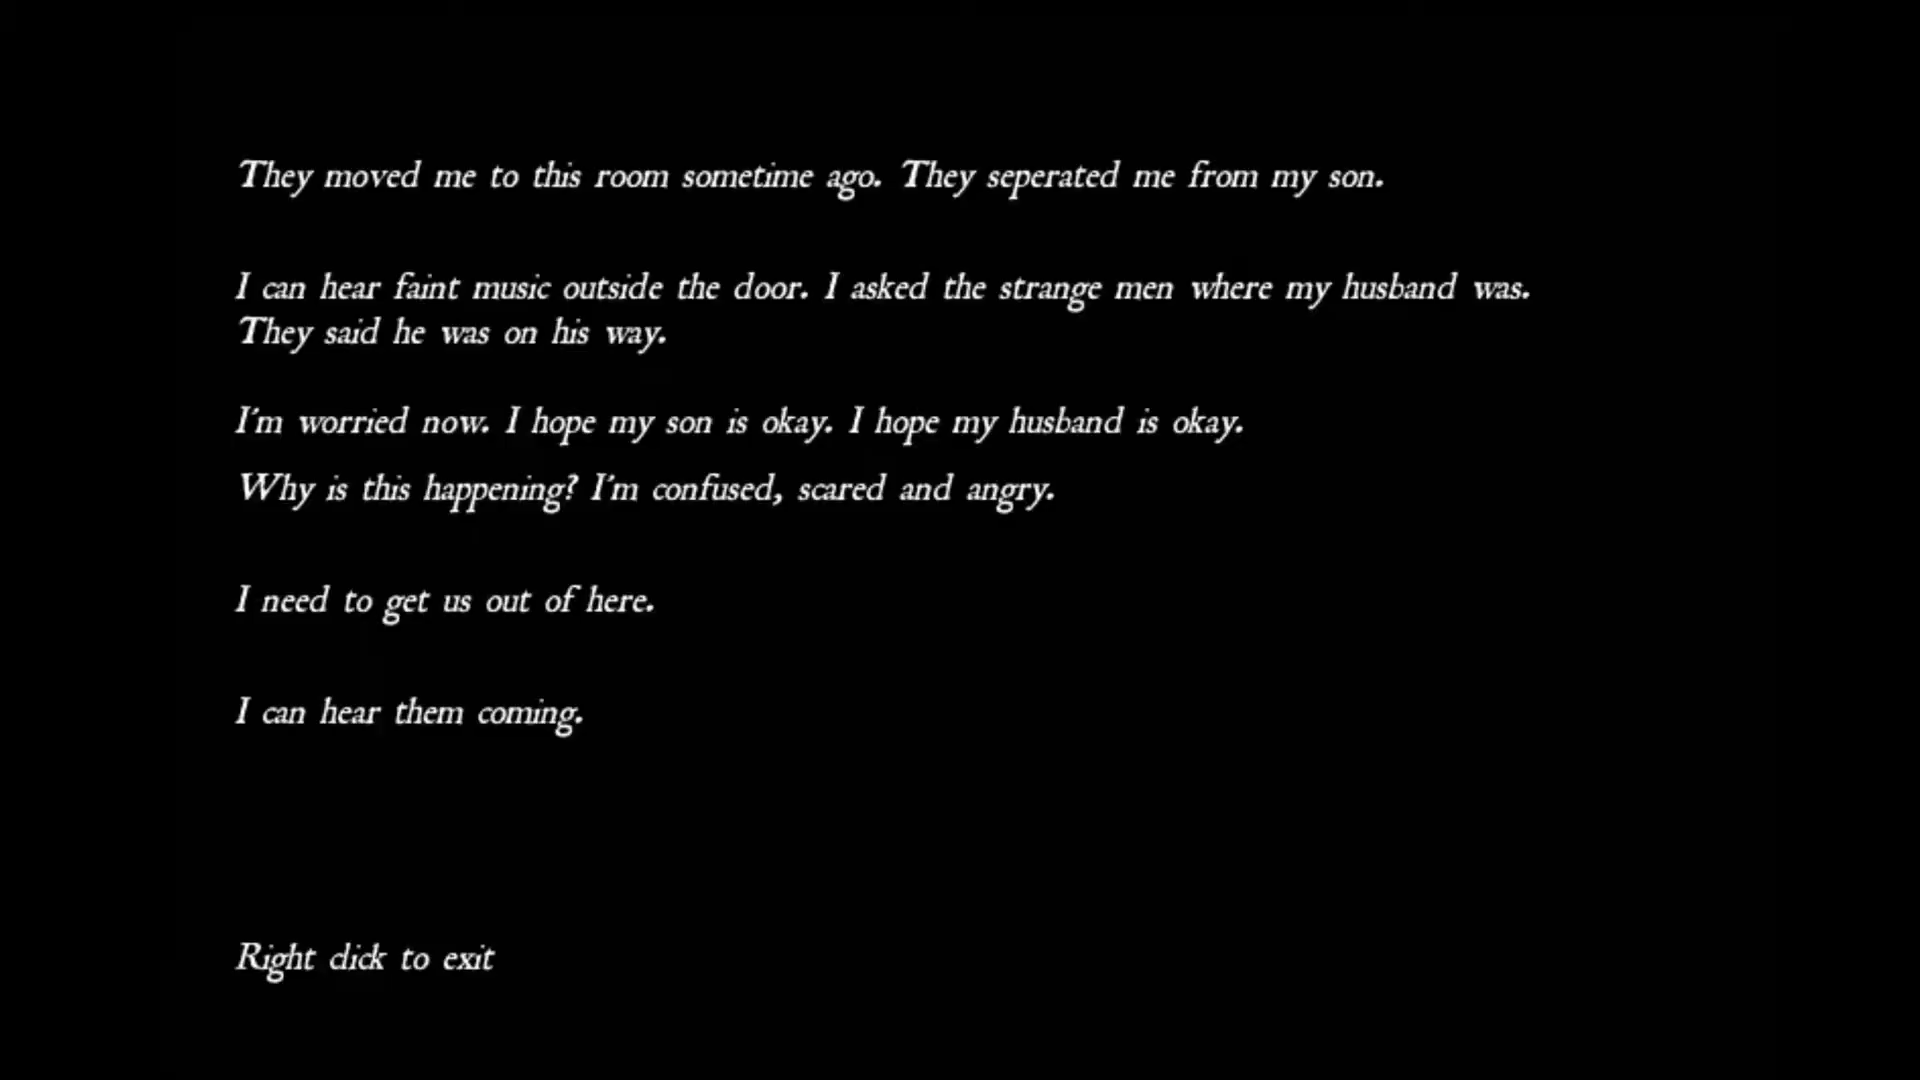 They moved me to this room sometime ago. They seperated me from my son.
I can hear faint music outside the door. I asked the strange men where my husband was.
They said he was on his way.
I'm worried now. I hope my son is okay. I hope my husband is okay.
Why is this happening? I'm confused, scared and angry.
I need to get us out of here.
I can hear them coming.
Right click to exit